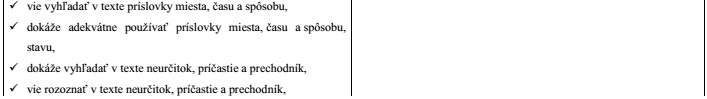 ✓ vie vyhľadať v texte príslovky miesta, času a spôsobu,
✓ dokáže adekvátne používať príslovky miesta, času a spôsobu,
stavu,
✓ dokáže vyhľadať v texte neurčitok, príčastie a prechodník,
✓ vie rozoznať v texte neurčitok, príčastie a prechodník,